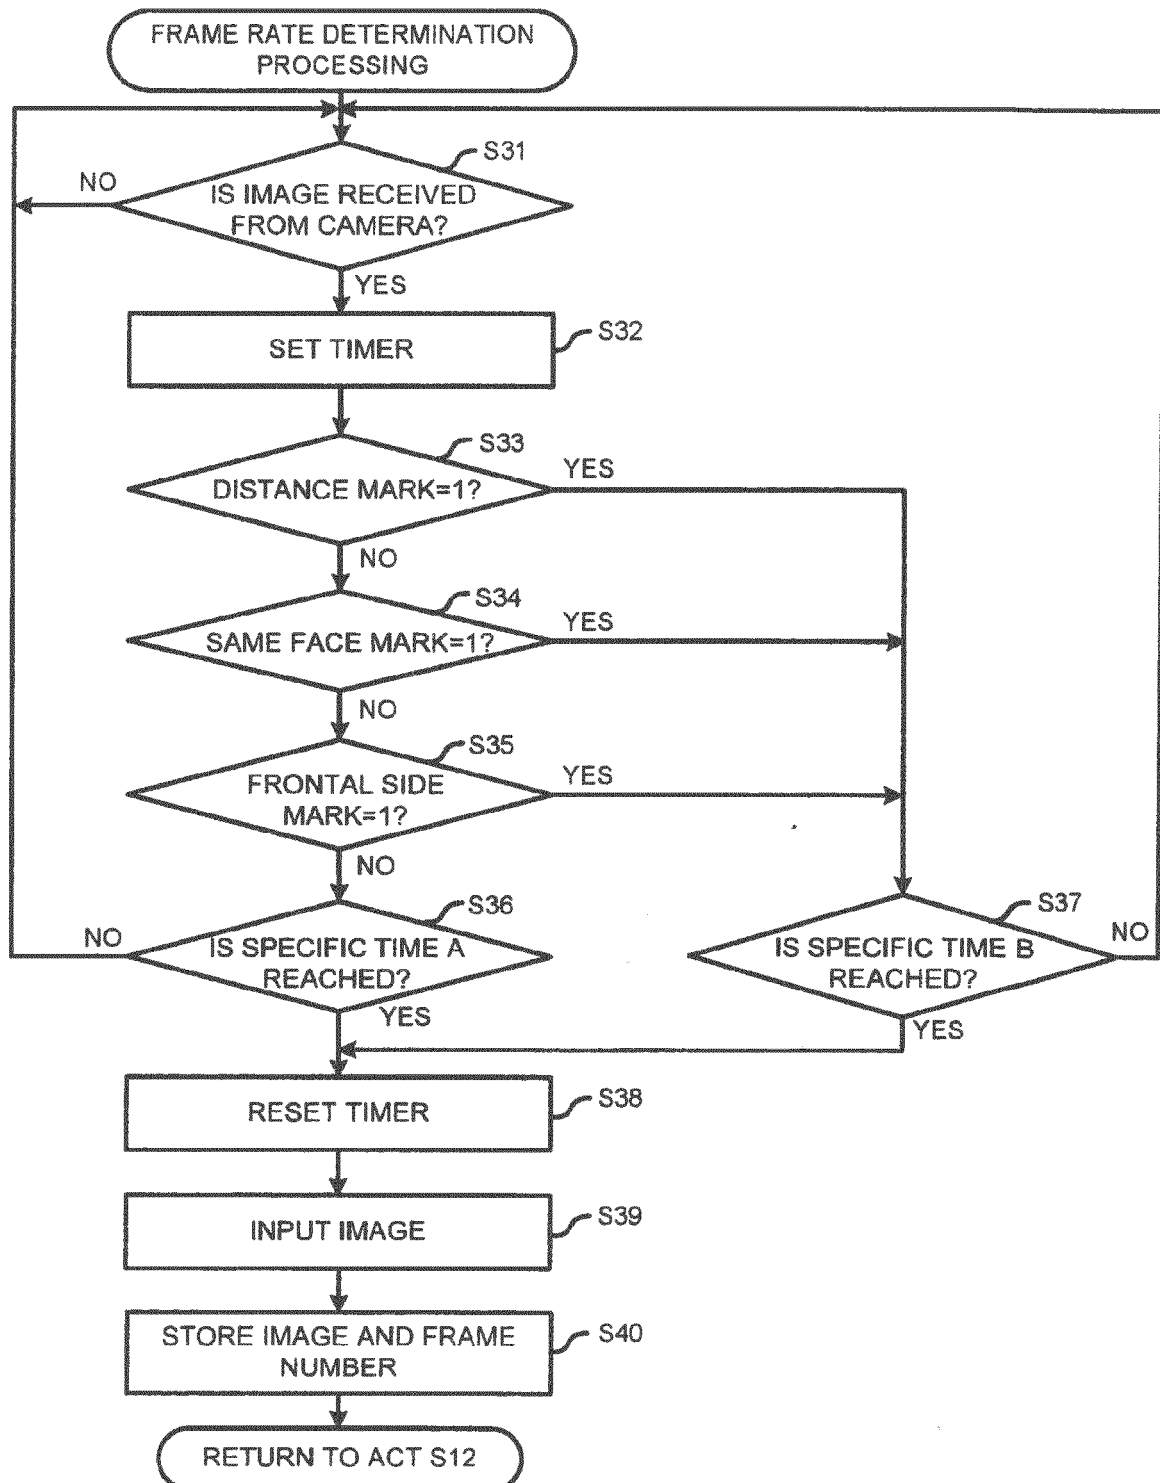 FRAME RATE DETERMINATION
PROCESSING
S31
NO
IS IMAGE RECEIVED
FROM CAMERA?
YES
S32
SET TIMER
S33
YES
DISTANCE MARK=1?
NO
S34
YES
SAME FACE MARK=1?
NO
S35
YES
FRONTAL SIDE
MARK=1?
NO
S36
NO
IS SPECIFIC TIME A
REACHED?
YES
S37
NO
IS SPECIFIC TIME B
REACHED?
YES
S38
RESET TIMER
S39
INPUT IMAGE
S40
STORE IMAGE AND FRAME
NUMBER
RETURN TO ACT S12